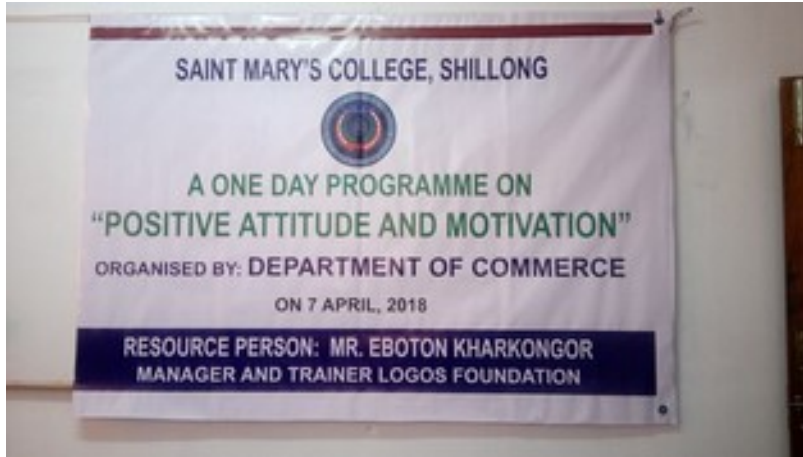 SAINT MARY'S COLLEGE, SHILLONG
A ONE DAY PROGRAMME ON
“POSITIVE ATTITUDE AND MOTIVATION”
ORGANISED BY: DEPARTMENT OF COMMERCE
ON 7 APRIL, 2018
RESOURCE PERSON: MR. EBOTON KHARKONGOR
MANAGER AND TRAINER LOGOS FOUNDATION